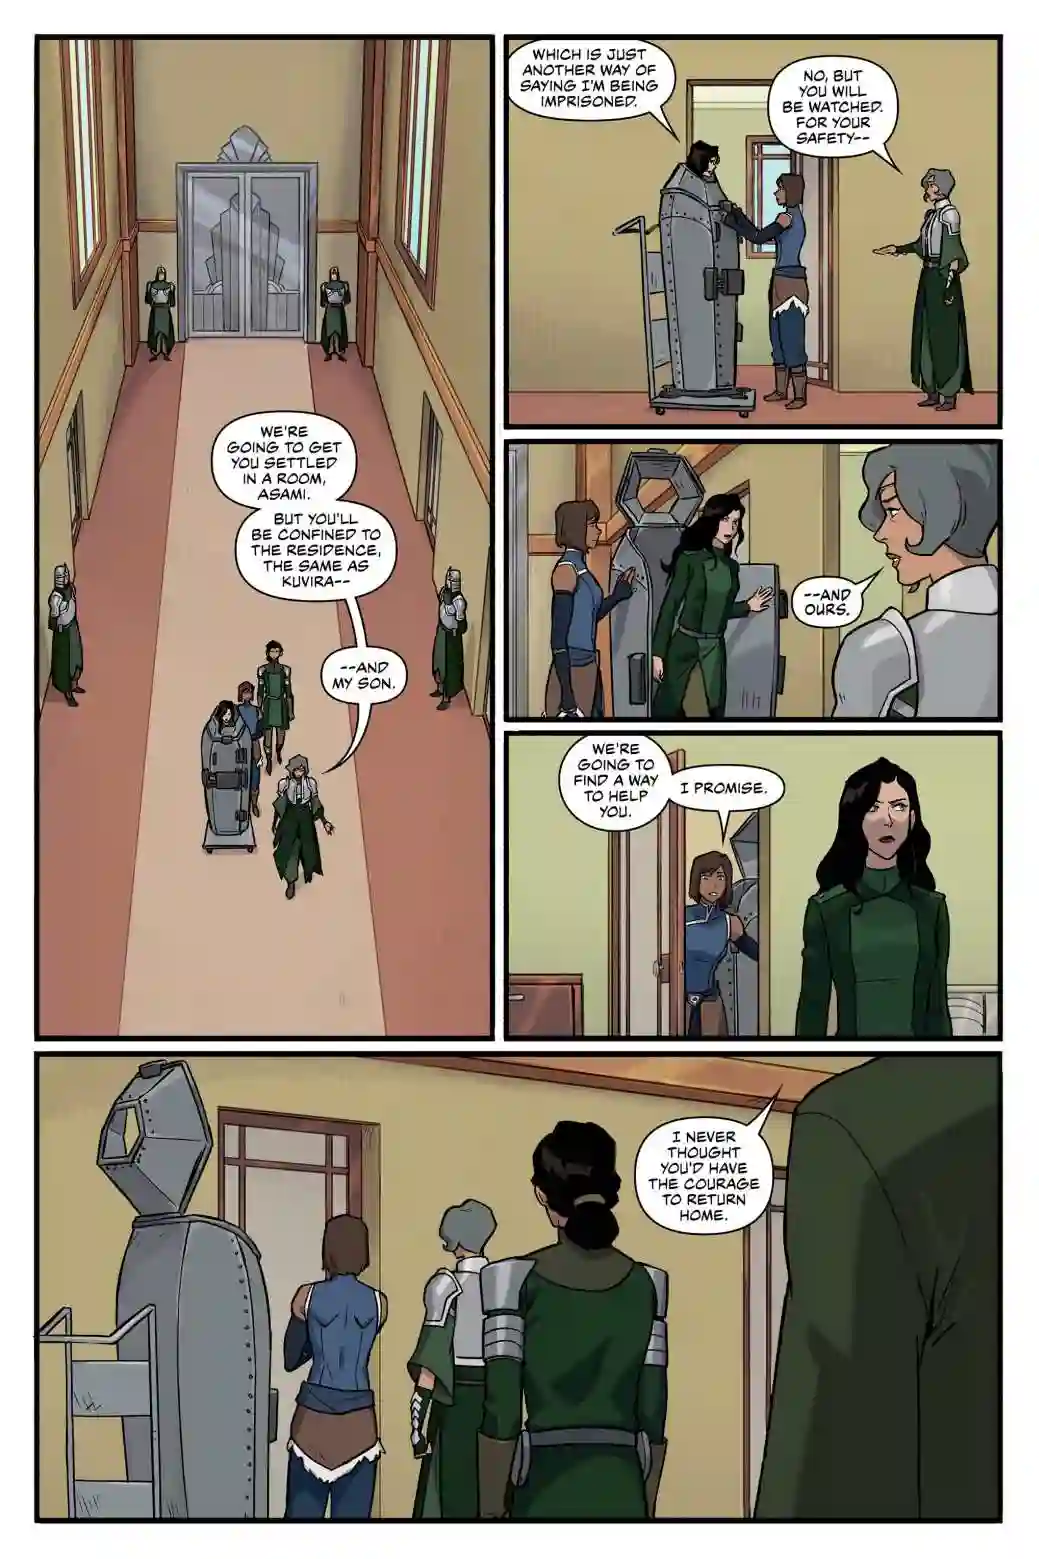 WE'RE
GOING TO GET
YOU SETTLED
IN A ROOM,
ASAMI.
BUT YOU'LL
BE CONFINED TO
THE RESIDENCE,
THE SAME AS
KUVIRA--
--AND
MY SON.
WHICH IS JUST
ANOTHER WAY OF
SAYING I'M BEING
IMPRISONED.
NO, BUT
YOU WILL
BE WATCHED.
FOR YOUR
SAFETY--
--AND
OURS.
WE'RE
GOING TO
FIND A WAY
TO HELP
YOU.
I PROMISE.
I NEVER
THOUGHT
YOU'D HAVE
THE COURAGE
TO RETURN
HOME.